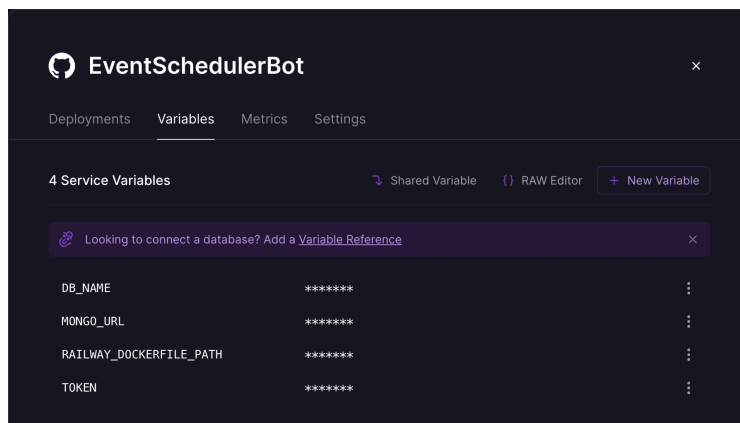 EventSchedulerBot
Deployments Variables Metrics Settings
4 Service Variables Shared Variable {} RAW Editor + New Variable
Looking to connect a database? Add a Variable Reference
DB_NAME *******
MONGO_URL *******
RAILWAY_DOCKERFILE_PATH *******
TOKEN *******